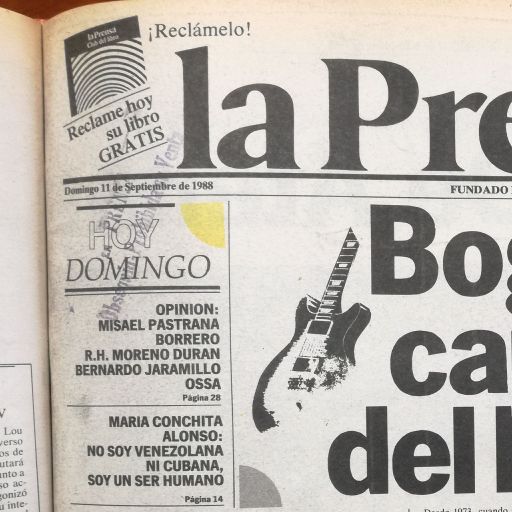 laPrensa
Club del libro
¡Reclámelo!
Reclame hoy
su libro
GRATIS
la Pre
Domingo 11 de Septiembre de 1988
FUNDADO
HOY
DOMINGO
OPINION:
MISAEL PASTRANA
BORRERO
R.H. MORENO DURAN
BERNARDO JARAMILLO
OSSA
Página 28
MARIA CONCHITA
ALONSO:
NO SOY VENEZOLANA
NI CUBANA,
SOY UN SER HUMANO
Página 14
Bog
ca
del
Desde 1973, cuando
V
Lou
verso
os de
utará
unto a
so ac-
gonizó
u inte-